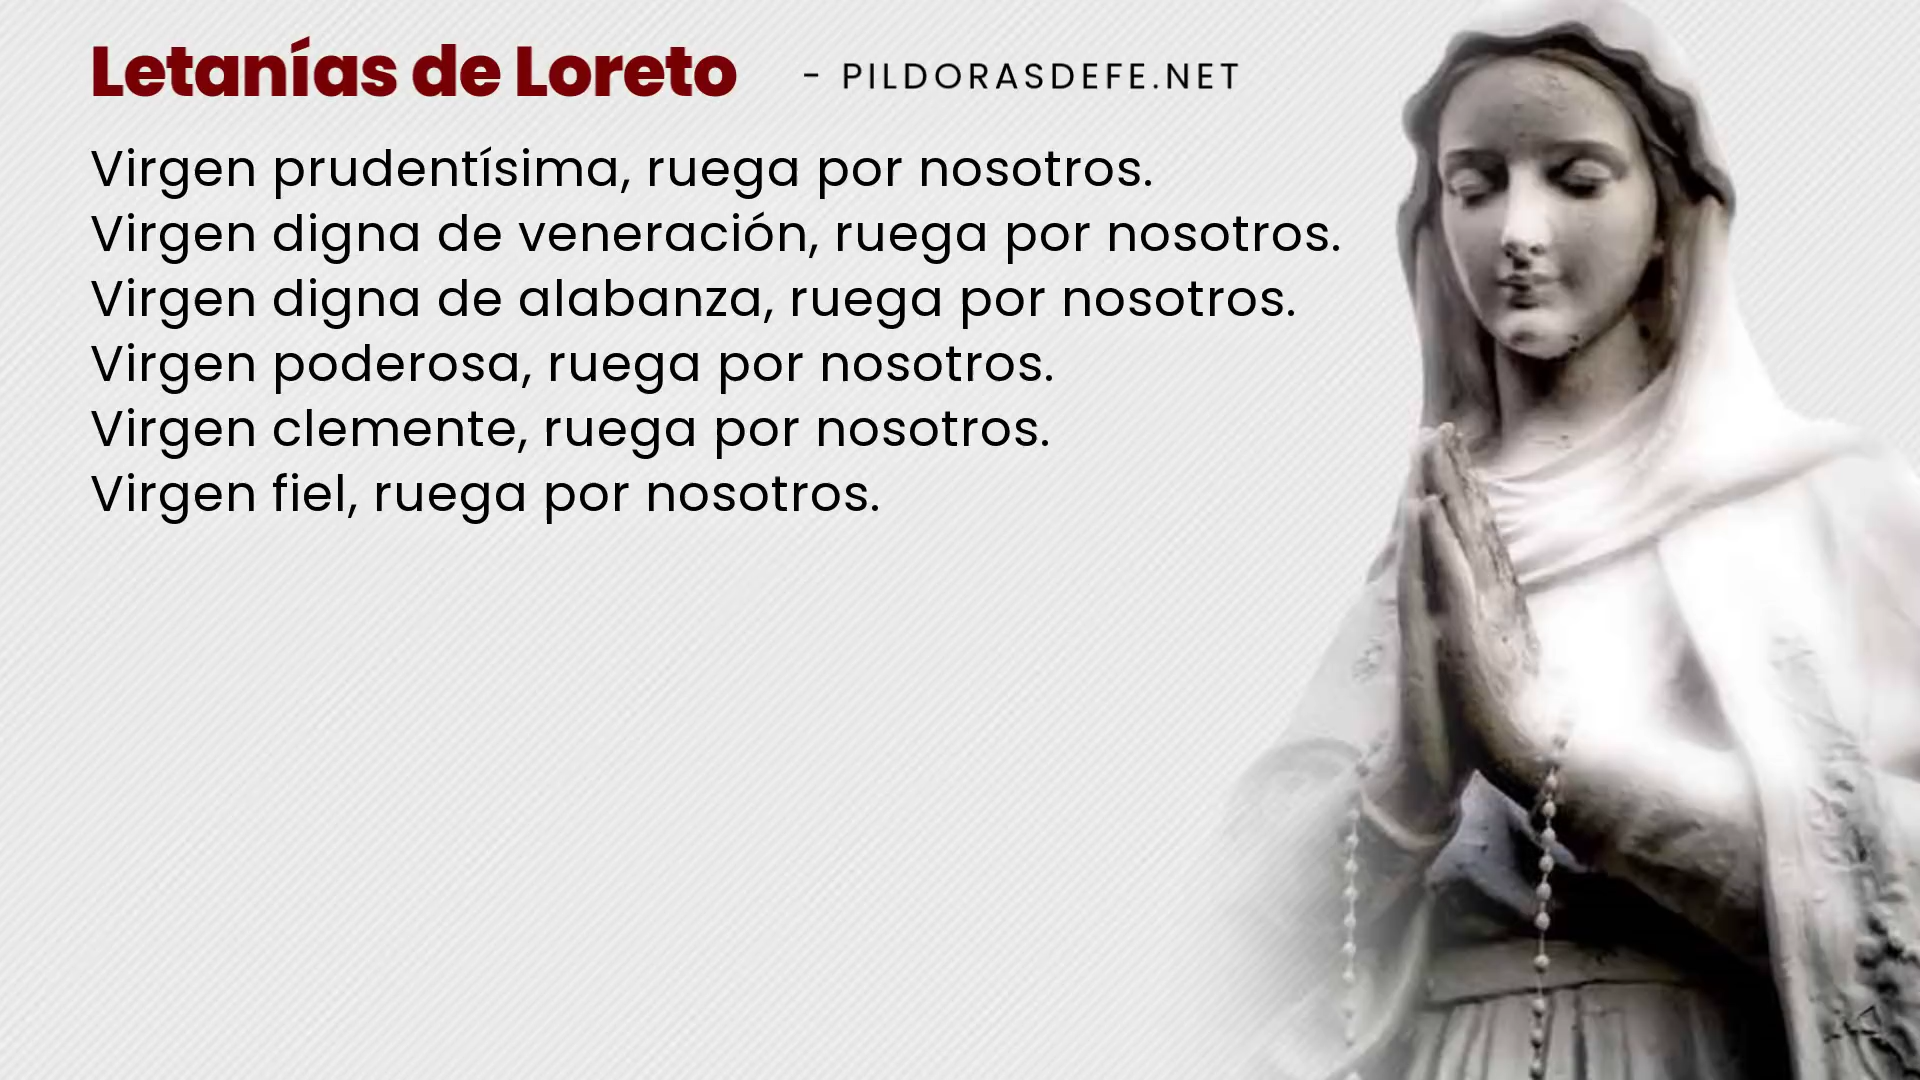 Letanías de Loreto - PILDORASDEFE.NET
Virgen prudentísima, ruega por nosotros.
Virgen digna de veneración, ruega por nosotros.
Virgen digna de alabanza, ruega por nosotros.
Virgen poderosa, ruega por nosotros.
Virgen clemente, ruega por nosotros.
Virgen fiel, ruega por nosotros.